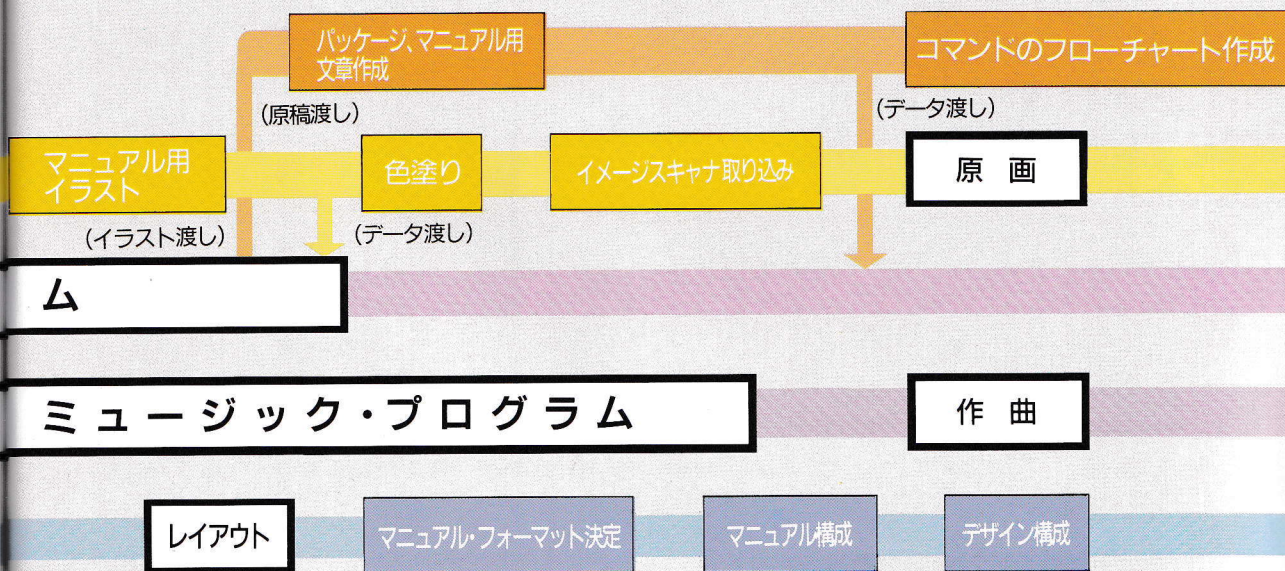 パッケージ、マニュアル用
文章作成
コマンドのフローチャート作成
(原稿渡し)
(データ渡し)
マニュアル用
イラスト
色塗り
イメージスキャナ取り込み
原 画
(イラスト渡し)
(データ渡し)
ム
ミュージック・プログラム
作 曲
レイアウト
マニュアル・フォーマット決定
マニュアル構成
デザイン構成